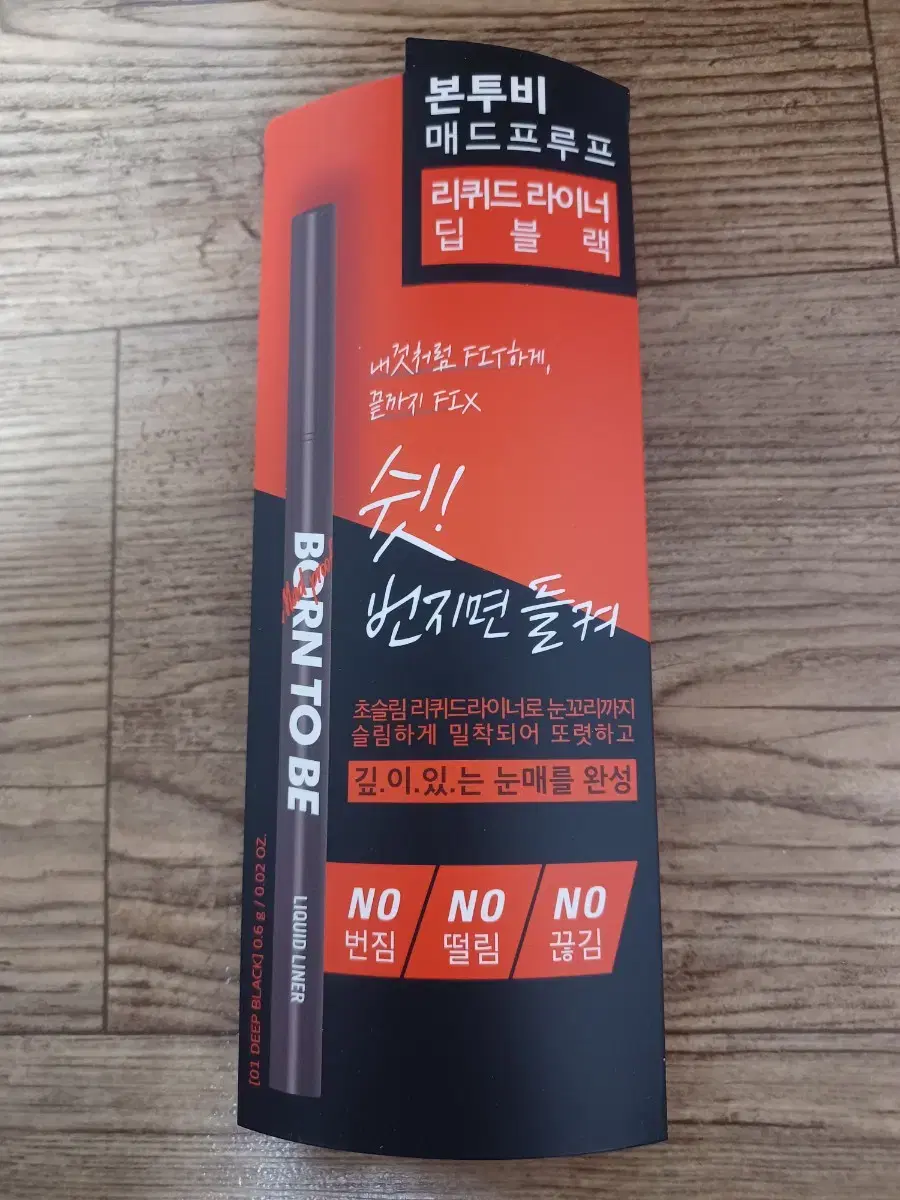 본투비
매드프루프
리퀴드 라이너
딥블랙
내것처럼 FIT하게,
끝까지 FIX
쉿!
번지면 들켜
초슬림 리퀴드라이너로 눈꼬리까지
슬림하게 밀착되어 또렷하고
깊.이.있.는 눈매를 완성
NO 번짐
NO 떨림
NO 끊김
BORN TO BE
Mad proof
LIQUID LINER
[01 DEEP BLACK] 0.6 g / 0.02 OZ.